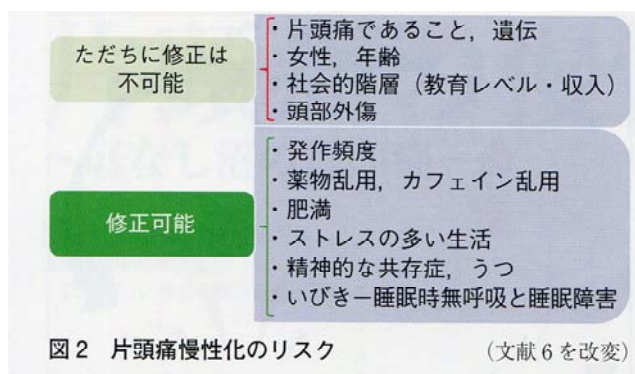 ただちに修正は
不可能
・片頭痛であること，遺伝
・女性，年齢
・社会的階層（教育レベル・収入）
・頭部外傷
修正可能
・発作頻度
・薬物乱用，カフェイン乱用
・肥満
・ストレスの多い生活
・精神的な共存症，うつ
・いびきー睡眠時無呼吸と睡眠障害
図2　片頭痛慢性化のリスク　（文献6を改変）